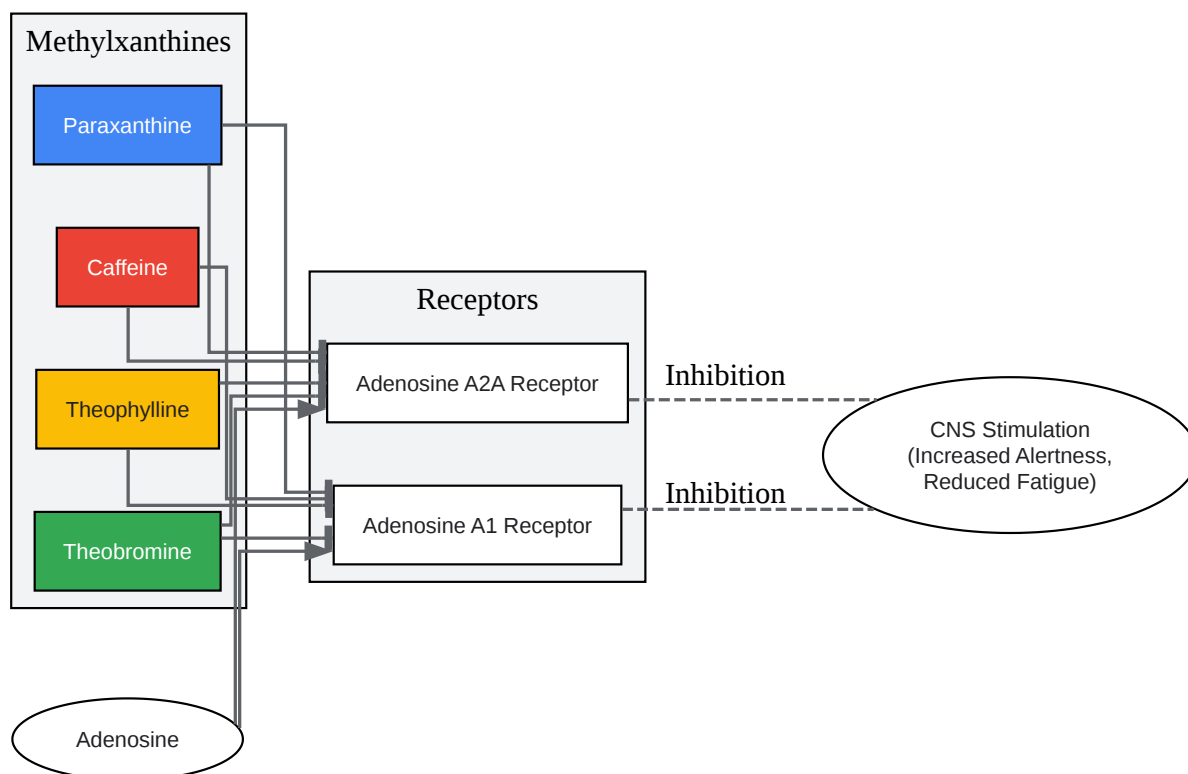 Methylxanthines
Paraxanthine
Caffeine
Theophylline
Theobromine
Adenosine
Receptors
Adenosine A2A Receptor
Adenosine A1 Receptor
Inhibition
Inhibition
CNS Stimulation
(Increased Alertness,
Reduced Fatigue)